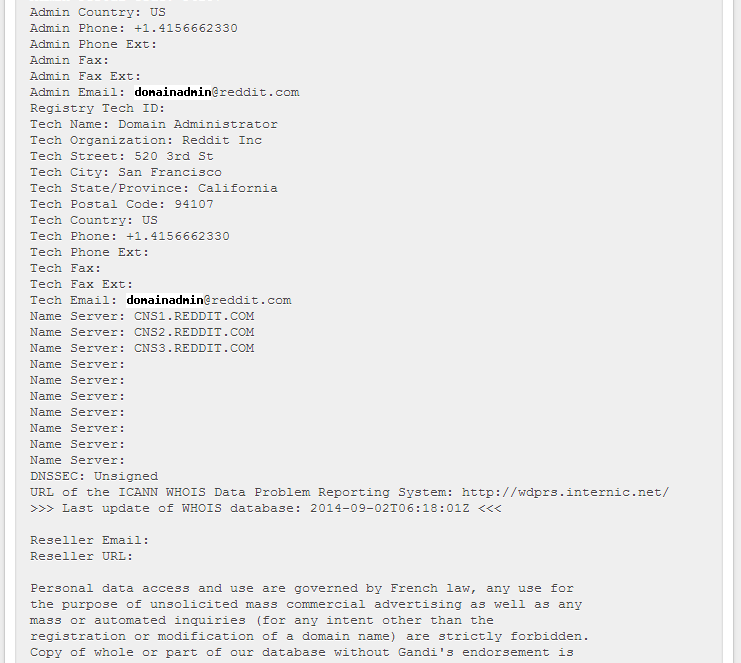 Admin Country: US
Admin Phone: +1.4156662330
Admin Phone Ext:
Admin Fax:
Admin Fax Ext:
Admin Email: domainadmin@reddit.com
Registry Tech ID:
Tech Name: Domain Administrator
Tech Organization: Reddit Inc
Tech Street: 520 3rd St
Tech City: San Francisco
Tech State/Province: California
Tech Postal Code: 94107
Tech Country: US
Tech Phone: +1.4156662330
Tech Phone Ext:
Tech Fax:
Tech Fax Ext:
Tech Email: domainadmin@reddit.com
Name Server: CNS1.REDDIT.COM
Name Server: CNS2.REDDIT.COM
Name Server: CNS3.REDDIT.COM
Name Server:
Name Server:
Name Server:
Name Server:
Name Server:
Name Server:
Name Server:
DNSSEC: Unsigned
URL of the ICANN WHOIS Data Problem Reporting System: http://wdprs.internic.net/
>>> Last update of WHOIS database: 2014-09-02T06:18:01Z <<<
Reseller Email:
Reseller URL:
Personal data access and use are governed by French law, any use for
the purpose of unsolicited mass commercial advertising as well as any
mass or automated inquiries (for any intent other than the
registration or modification of a domain name) are strictly forbidden.
Copy of whole or part of our database without Gandi's endorsement is